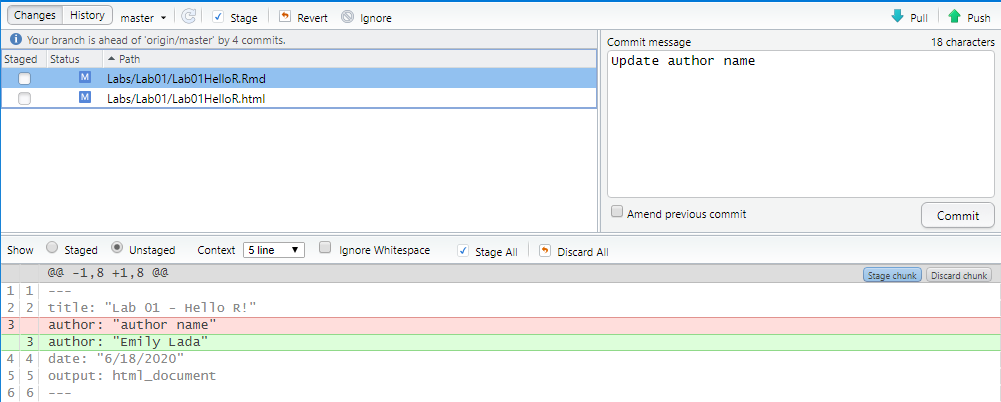 Changes History master Stage Revert Ignore Pull Push
Your branch is ahead of 'origin/master' by 4 commits.
Staged Status Path
M Labs/Lab01/Lab01HelloR.Rmd
M Labs/Lab01/Lab01HelloR.html
Commit message 18 characters
Update author name
Amend previous commit Commit
Show Staged Unstaged Context 5 line Ignore Whitespace Stage All Discard All
@@ -1,8 +1,8 @@ Stage chunk Discard chunk
1 1 ---
2 2 title: "Lab 01 - Hello R!"
3 author: "author name"
3 author: "Emily Lada"
4 4 date: "6/18/2020"
5 5 output: html_document
6 6 ---